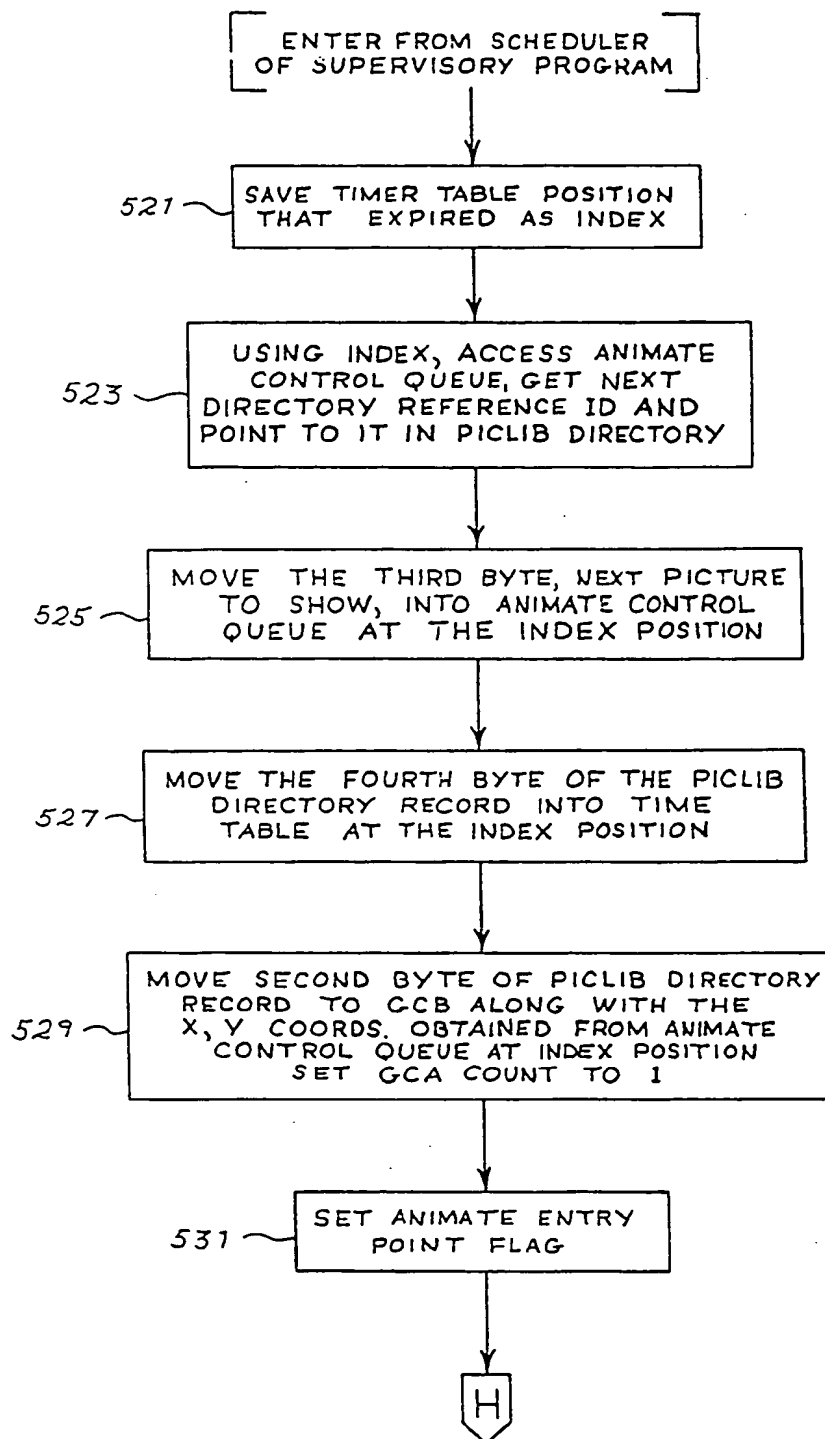 ENTER FROM SCHEDULER
OF SUPERVISORY PROGRAM
521
SAVE TIMER TABLE POSITION
THAT EXPIRED AS INDEX
523
USING INDEX, ACCESS ANIMATE
CONTROL QUEUE, GET NEXT
DIRECTORY REFERENCE ID AND
POINT TO IT IN PICLIB DIRECTORY
525
MOVE THE THIRD BYTE, NEXT PICTURE
TO SHOW, INTO ANIMATE CONTROL
QUEUE AT THE INDEX POSITION
527
MOVE THE FOURTH BYTE OF THE PICLIB
DIRECTORY RECORD INTO TIME
TABLE AT THE INDEX POSITION
529
MOVE SECOND BYTE OF PICLIB DIRECTORY
RECORD TO GCB ALONG WITH THE
X, Y COORDS. OBTAINED FROM ANIMATE
CONTROL QUEUE AT INDEX POSITION
SET GCA COUNT TO 1
531
SET ANIMATE ENTRY
POINT FLAG
H